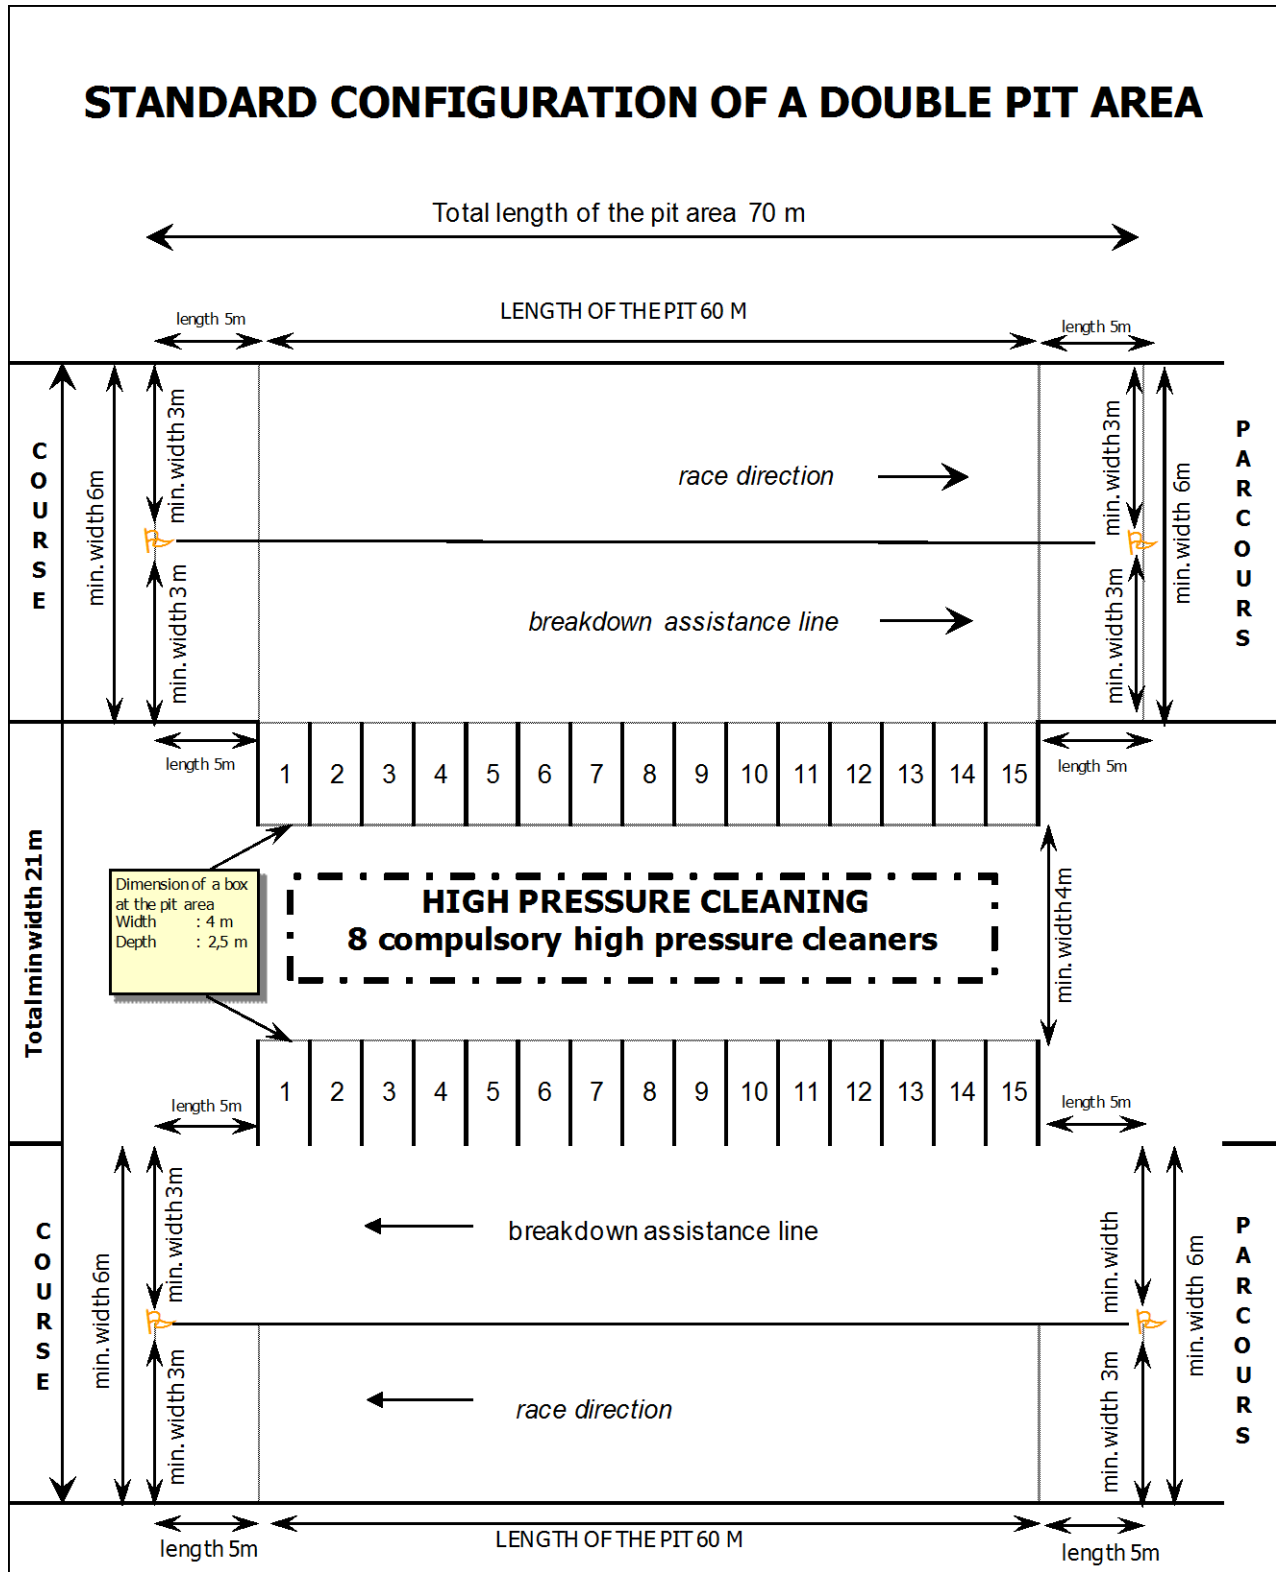 STANDARD CONFIGURATION OF A DOUBLE PIT AREA
Total length of the pit area 70 m
LENGTH OF THE PIT 60 M
length 5m
length 5m
COURSE
min. width 6m
min. width 3m
min. width 3 m
race direction
breakdown assistance line
min. width 3m
min. width 3m
min. width 6m
PARCOURS
length 5m
1 2 3 4 5 6 7 8 9 10 11 12 13 14 15
length 5m
Total min width 21 m
Dimension of a box
at the pit area
Width : 4 m
Depth : 2,5 m
HIGH PRESSURE CLEANING
8 compulsory high pressure cleaners
min. width 4m
length 5m
1 2 3 4 5 6 7 8 9 10 11 12 13 14 15
length 5m
COURSE
min. width 6m
min. width 3m
min. width 3m
breakdown assistance line
race direction
min. width
min. width 3m
min. width 6m
PARCOURS
length 5m
LENGTH OF THE PIT 60 M
length 5m